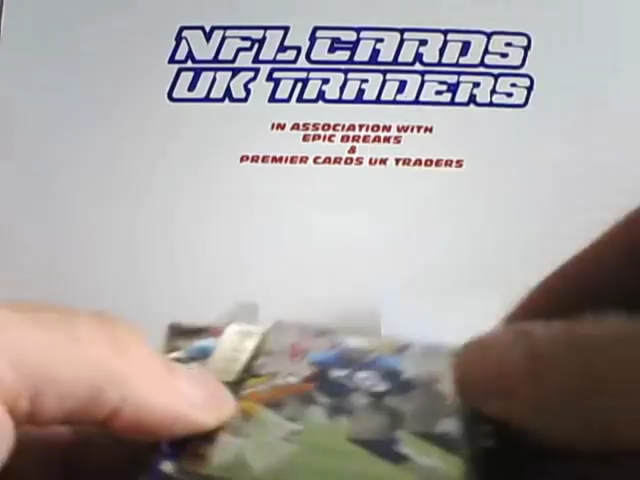 NFL CARDS
UK TRADERS
IN ASSOCIATION WITH
EPIC BREAKS
&
PREMIER CARDS UK TRADERS